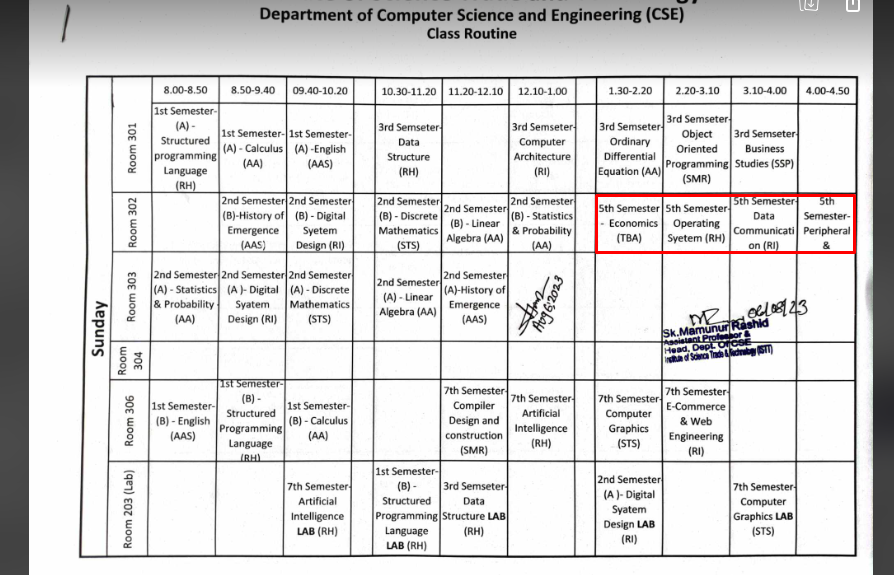 Department of Computer Science and Engineering (CSE)
Class Routine
8.00-8.50 8.50-9.40 09.40-10.20 10.30-11.20 11.20-12.10 12.10-1.00 1.30-2.20 2.20-3.10 3.10-4.00 4.00-4.50
Sunday
Room 301
1st Semester-
(A) -
Structured
programming
Language
(RH)
1st Semester-
(A) - Calculus
(AA)
1st Semester-
(A) -English
(AAS)
3rd Semseter-
Data
Structure
(RH)
3rd Semseter-
Computer
Architecture
(RI)
3rd Semseter-
Ordinary
Differential
Equation (AA)
3rd Semseter-
Object
Oriented
Programming
(SMR)
3rd Semseter-
Business
Studies (SSP)
Room 302
2nd Semester
(B)-History of
Emergence
(AAS)
2nd Semester
(B) - Digital
Syetem
Design (RI)
2nd Semester
(B) - Discrete
Mathematics
(STS)
2nd Semester
(B) - Linear
Algebra (AA)
2nd Semester
(B) - Statistics
& Probability
(AA)
5th Semester
- Economics
(TBA)
5th Semester-
Operating
Syetem (RH)
5th Semester-
Data
Communicati
on (RI)
5th
Semester-
Peripheral
&
Room 303
2nd Semester
(A) - Statistics
& Probability
(AA)
2nd Semester
(A )- Digital
Syatem
Design (RI)
2nd Semester
(A) - Discrete
Mathematics
(STS)
2nd Semester
(A) - Linear
Algebra (AA)
2nd Semester
(A)-History of
Emergence
(AAS)
Aug 6, 2023
06/08/23
Sk.Mamunur Rashid
Assistant Professor &
Head, Dept. Of CSE
Institute of Science Trade & Technology (ISTT)
Room
304
Room 306
1st Semester-
(B) - English
(AAS)
1st Semester-
(B) -
Structured
Programming
Language
(RH)
1st Semester-
(B) - Calculus
(AA)
7th Semester-
Compiler
Design and
construction
(SMR)
7th Semester-
Artificial
Intelligence
(RH)
7th Semester-
Computer
Graphics
(STS)
7th Semester-
E-Commerce
& Web
Engineering
(RI)
Room 203 (Lab)
7th Semester-
Artificial
Intelligence
LAB (RH)
1st Semester-
(B) -
Structured
Programming
Language
LAB (RH)
3rd Semseter-
Data
Structure LAB
(RH)
2nd Semester
(A )- Digital
Syatem
Design LAB
(RI)
7th Semester-
Computer
Graphics LAB
(STS)